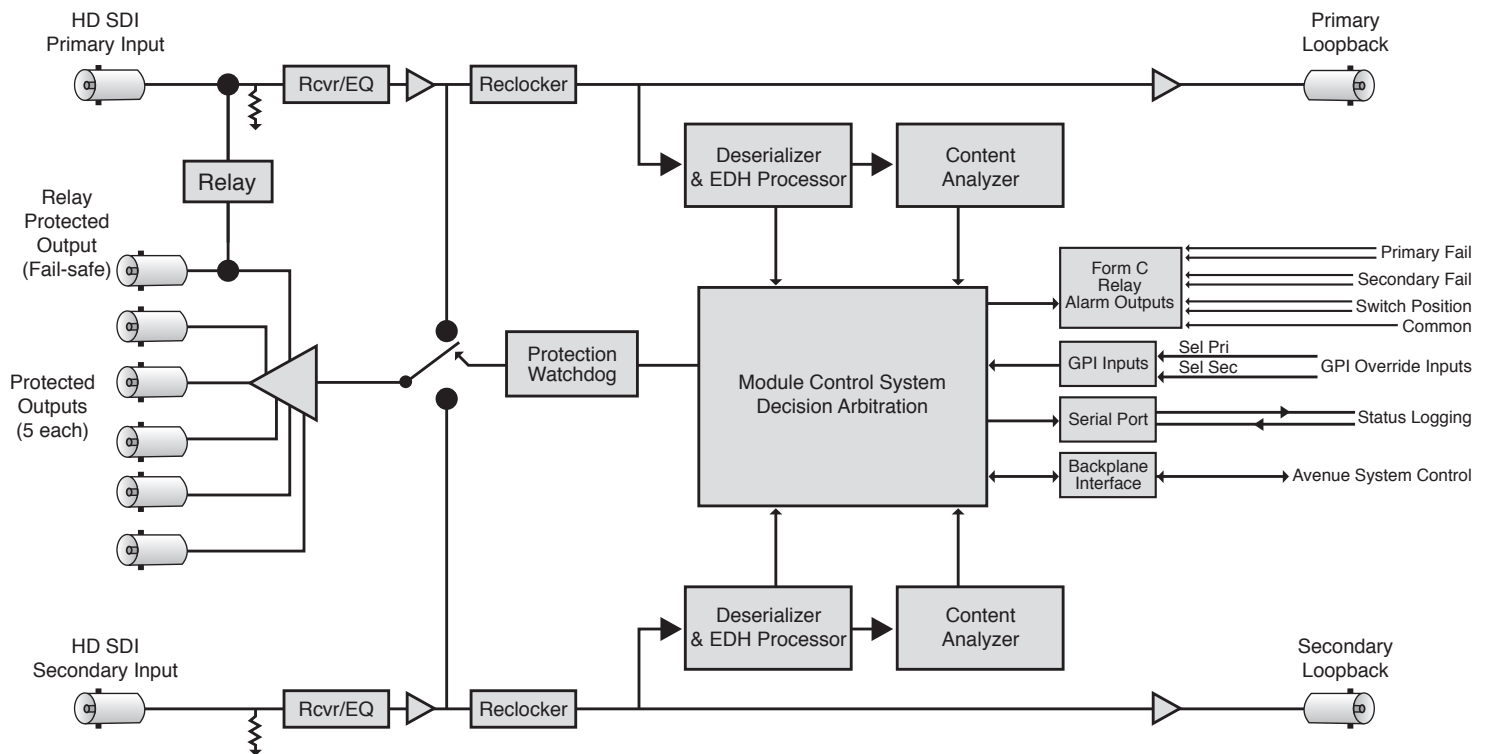 HD SDI
Primary Input
Primary
Loopback
Rcvr/EQ
Reclocker
Deserializer
& EDH Processor
Content
Analyzer
Relay
Relay
Protected
Output
(Fail-safe)
Form C
Relay
Alarm Outputs
Primary Fail
Secondary Fail
Switch Position
Common
Protection
Watchdog
Module Control System
Decision Arbitration
GPI Inputs
Sel Pri
Sel Sec
GPI Override Inputs
Protected
Outputs
(5 each)
Serial Port
Status Logging
Backplane
Interface
Avenue System Control
Deserializer
& EDH Processor
Content
Analyzer
HD SDI
Secondary Input
Secondary
Loopback
Rcvr/EQ
Reclocker